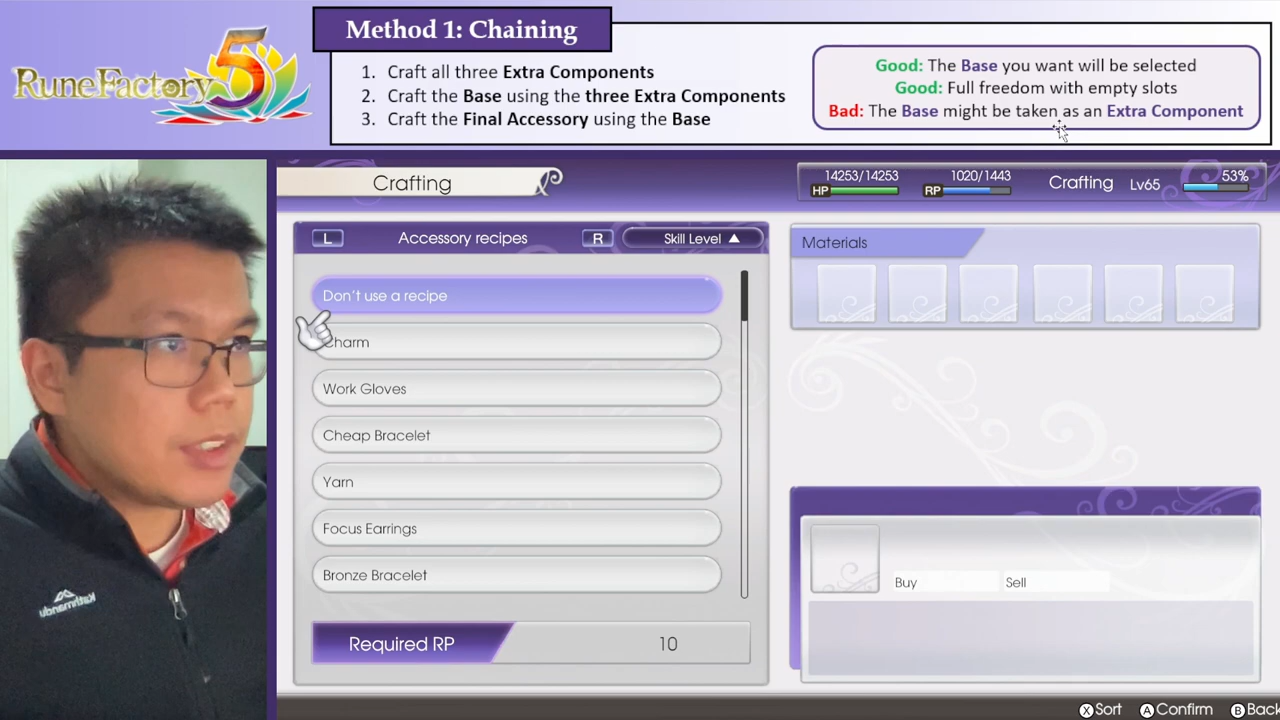 Method 1: Chaining
RuneFactory 5
1. Craft all three Extra Components
2. Craft the Base using the three Extra Components
3. Craft the Final Accessory using the Base
Good: The Base you want will be selected
Good: Full freedom with empty slots
Bad: The Base might be taken as an Extra Component
Crafting
14253/14253
HP
1020/1443
RP
Crafting Lv65
53%
L Accessory recipes R Skill Level ▲
Don't use a recipe
Charm
Work Gloves
Cheap Bracelet
Yarn
Focus Earrings
Bronze Bracelet
Required RP 10
Materials
Buy Sell
Kathmandu
X Sort A Confirm B Back